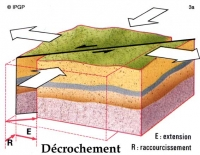 © IPGP 3a
E
R
Décrochement
E : extension
R : raccourcissement